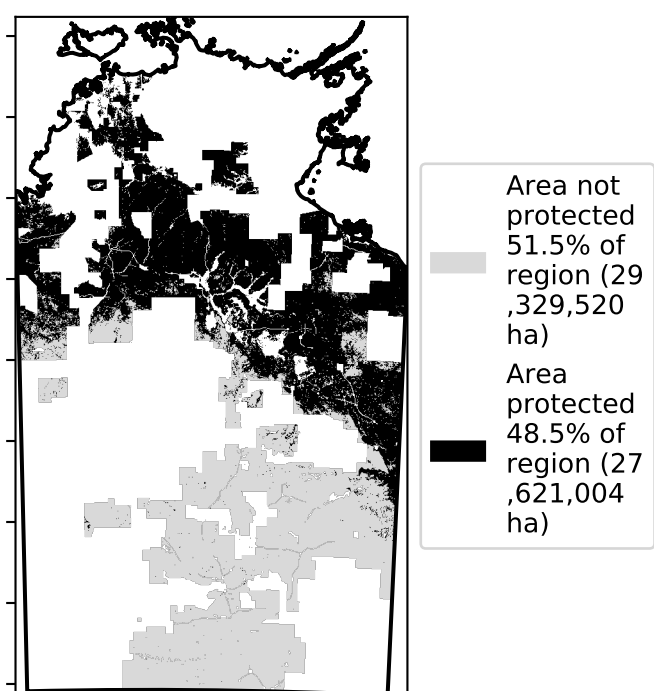 Area not
protected
51.5% of
region (29
,329,520
ha)
Area
protected
48.5% of
region (27
,621,004
ha)